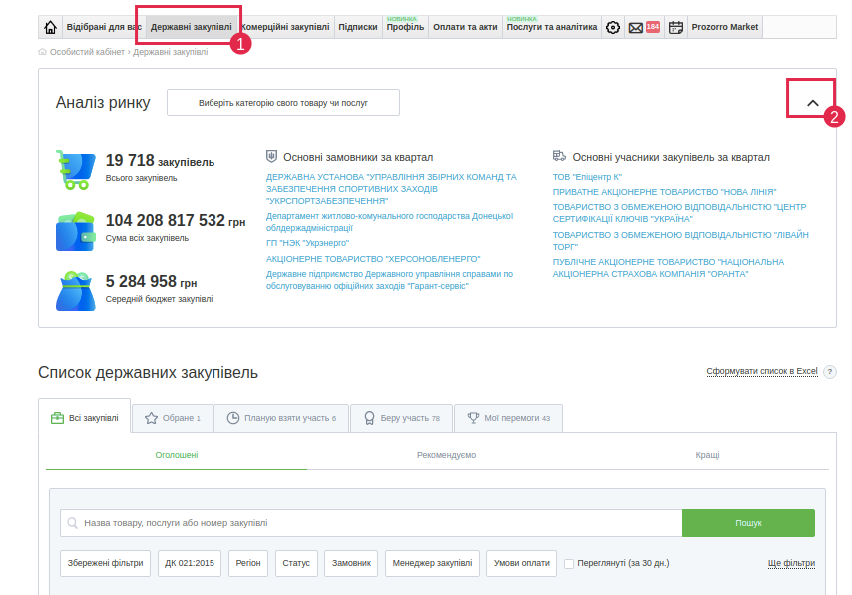 Відібрані для вас
Державні закупівлі
Комерційні закупівлі
Підписки
НОВИНКА
Профіль
Оплати та акти
НОВИНКА
Послуги та аналітика
184
Prozorro Market
1
Особистий кабінет › Державні закупівлі
Аналіз ринку
Виберіть категорію свого товару чи послуг
2
19 718 закупівель
Всього закупівель
104 208 817 532 грн
Сума всіх закупівель
5 284 958 грн
Середній бюджет закупівлі
Основні замовники за квартал
ДЕРЖАВНА УСТАНОВА "УПРАВЛІННЯ ЗБІРНИХ КОМАНД ТА
ЗАБЕЗПЕЧЕННЯ СПОРТИВНИХ ЗАХОДІВ
"УКРСПОРТЗАБЕЗПЕЧЕННЯ"
Департамент житлово-комунального господарства Донецької
облдержадміністрації
ГП "НЭК "Укрэнерго"
АКЦІОНЕРНЕ ТОВАРИСТВО "ХЕРСОНОБЛЕНЕРГО"
Державне підприємство Державного управління справами по
обслуговуванню офіційних заходів "Гарант-сервіс"
Основні учасники закупівель за квартал
ТОВ "Епіцентр К"
ПРИВАТНЕ АКЦІОНЕРНЕ ТОВАРИСТВО "НОВА ЛІНІЯ"
ТОВАРИСТВО З ОБМЕЖЕНОЮ ВІДПОВІДАЛЬНІСТЮ "ЦЕНТР
СЕРТИФІКАЦІЇ КЛЮЧІВ "УКРАЇНА"
ТОВАРИСТВО З ОБМЕЖЕНОЮ ВІДПОВІДАЛЬНІСТЮ "ЛІВАЙН
ТОРГ"
ПУБЛІЧНЕ АКЦІОНЕРНЕ ТОВАРИСТВО "НАЦІОНАЛЬНА
АКЦІОНЕРНА СТРАХОВА КОМПАНІЯ "ОРАНТА"
Список державних закупівель
Сформувати список в Excel
?
Всі закупівлі
Обране 1
Планую взяти участь 6
Беру участь 78
Мої перемоги 43
Оголошені
Рекомендуємо
Кращі
Назва товару, послуги або номер закупівлі
Пошук
Збережені фільтри
ДК 021:2015
Регіон
Статус
Замовник
Менеджер закупівлі
Умови оплати
Переглянуті (за 30 дн.)
Ще фільтри